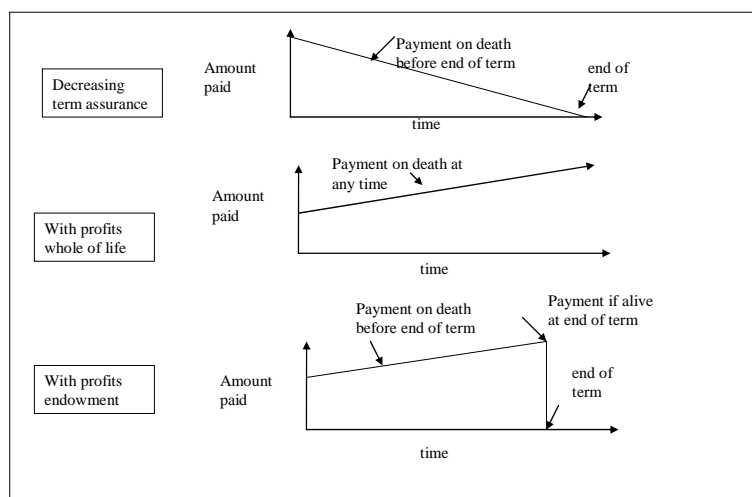 Decreasing
term assurance
Amount
paid
Payment on death
before end of term
end of
term
time
With profits
whole of life
Amount
paid
Payment on death at
any time
time
With profits
endowment
Amount
paid
Payment on death
before end of term
Payment if alive
at end of term
end of
term
time